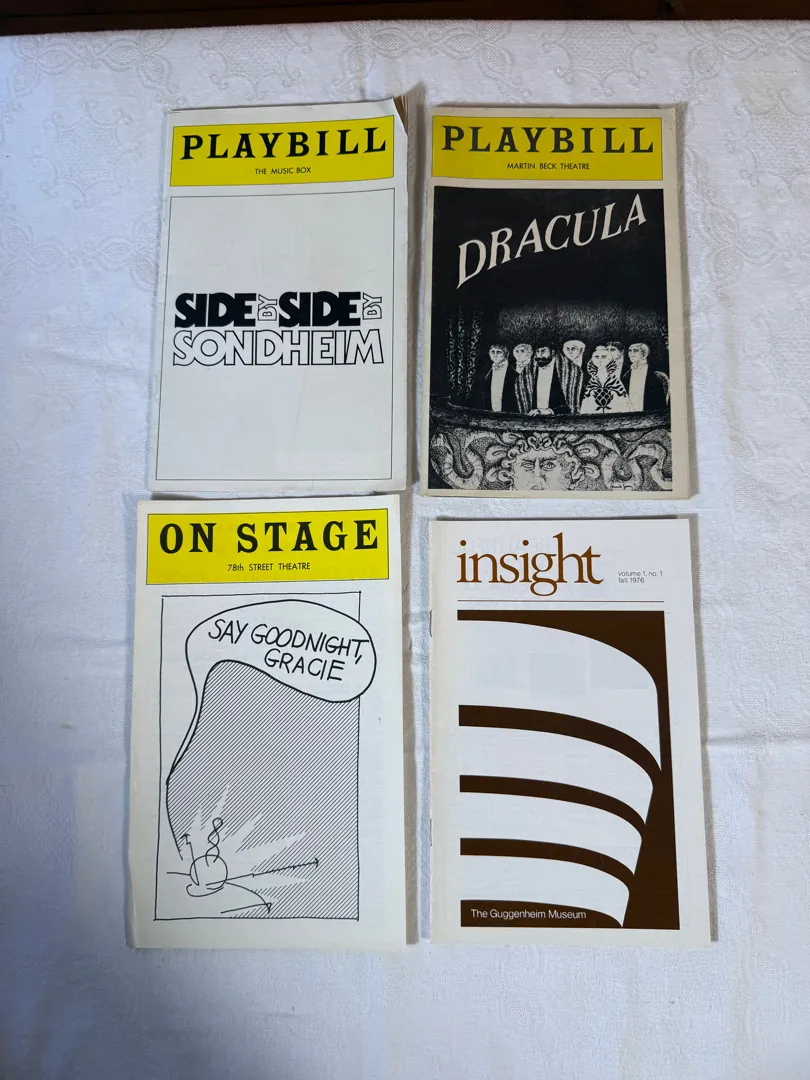 PLAYBILL
THE MUSIC BOX
SIDE BY SIDE BY
SONDHEIM
PLAYBILL
MARTIN BECK THEATRE
DRACULA
ON STAGE
78th STREET THEATRE
SAY GOODNIGHT,
GRACIE
insight
volume 1, no. 1
fall 1976
The Guggenheim Museum